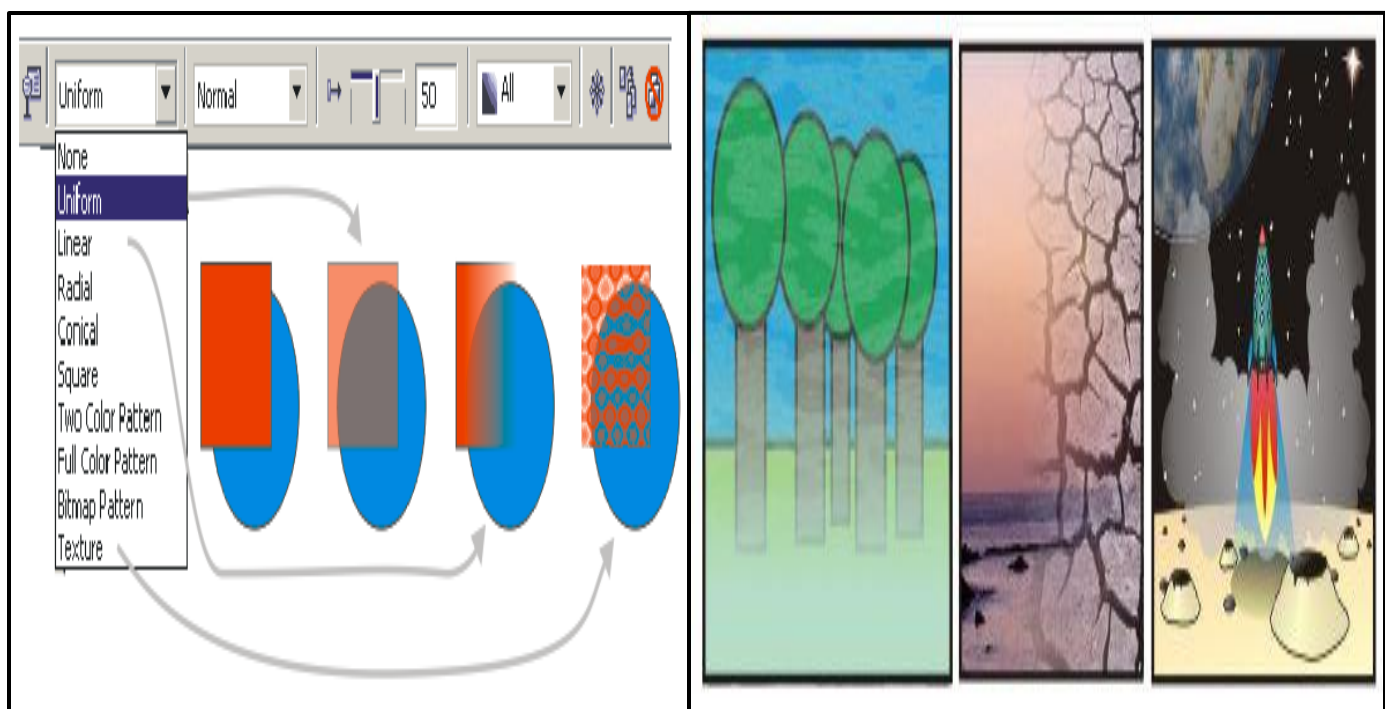 Uniform Normal 50 All
None
Uniform
Linear
Radial
Conical
Square
Two Color Pattern
Full Color Pattern
Bitmap Pattern
Texture